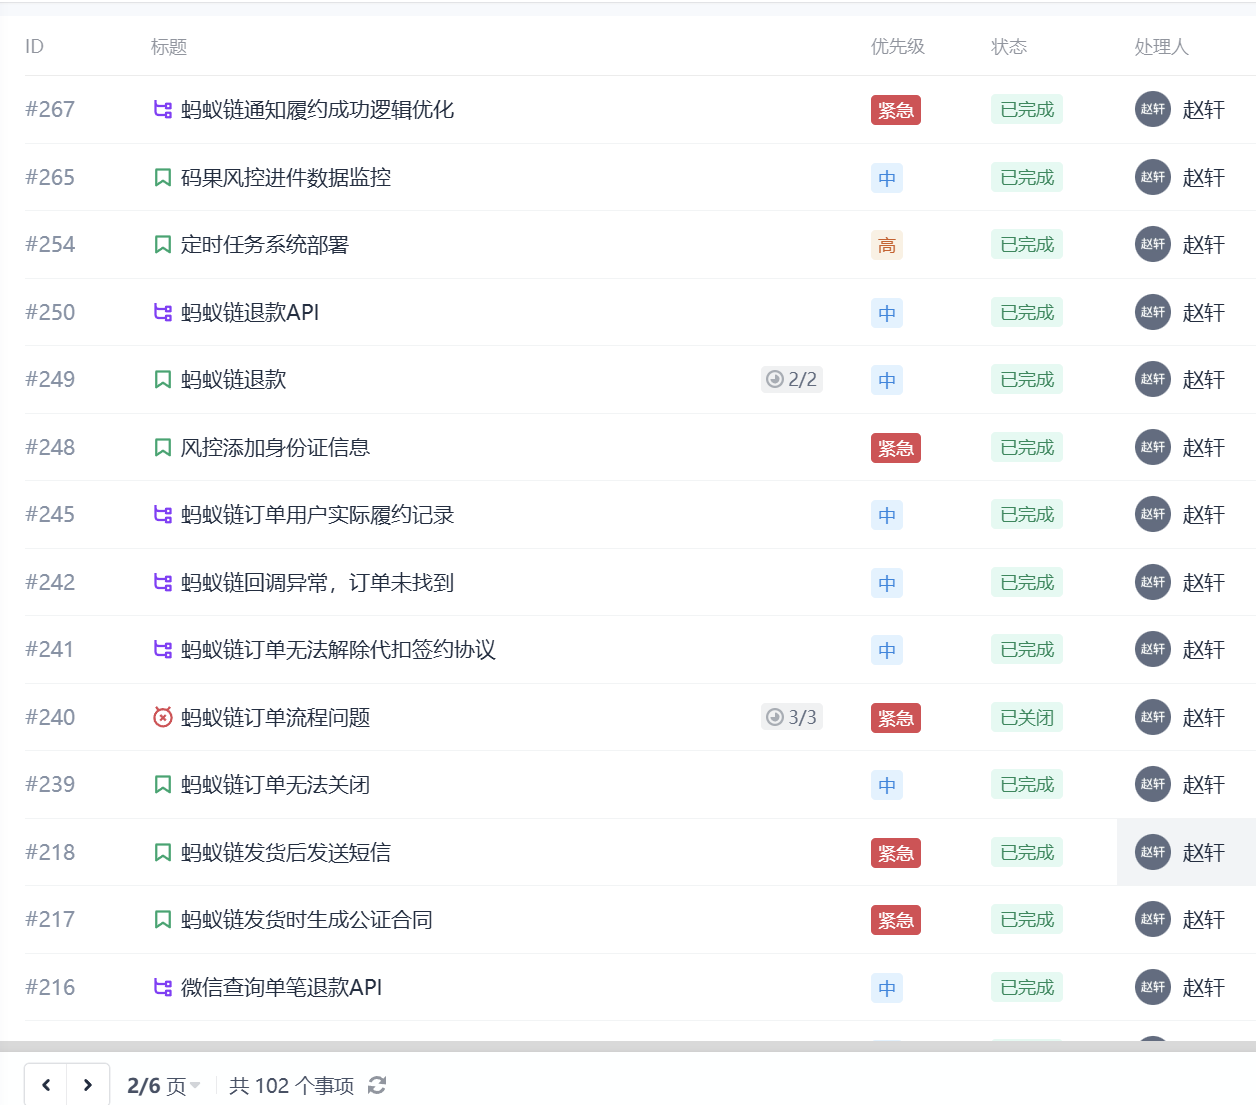 ID 标题 优先级 状态 处理人
#267 蚂蚁链通知履约成功逻辑优化 紧急 已完成 赵轩 赵轩
#265 码果风控进件数据监控 中 已完成 赵轩 赵轩
#254 定时任务系统部署 高 已完成 赵轩 赵轩
#250 蚂蚁链退款API 中 已完成 赵轩 赵轩
#249 蚂蚁链退款 2/2 中 已完成 赵轩 赵轩
#248 风控添加身份证信息 紧急 已完成 赵轩 赵轩
#245 蚂蚁链订单用户实际履约记录 中 已完成 赵轩 赵轩
#242 蚂蚁链回调异常，订单未找到 中 已完成 赵轩 赵轩
#241 蚂蚁链订单无法解除代扣签约协议 中 已完成 赵轩 赵轩
#240 蚂蚁链订单流程问题 3/3 紧急 已关闭 赵轩 赵轩
#239 蚂蚁链订单无法关闭 中 已完成 赵轩 赵轩
#218 蚂蚁链发货后发送短信 紧急 已完成 赵轩 赵轩
#217 蚂蚁链发货时生成公证合同 紧急 已完成 赵轩 赵轩
#216 微信查询单笔退款API 中 已完成 赵轩 赵轩
2/6 页 共 102 个事项